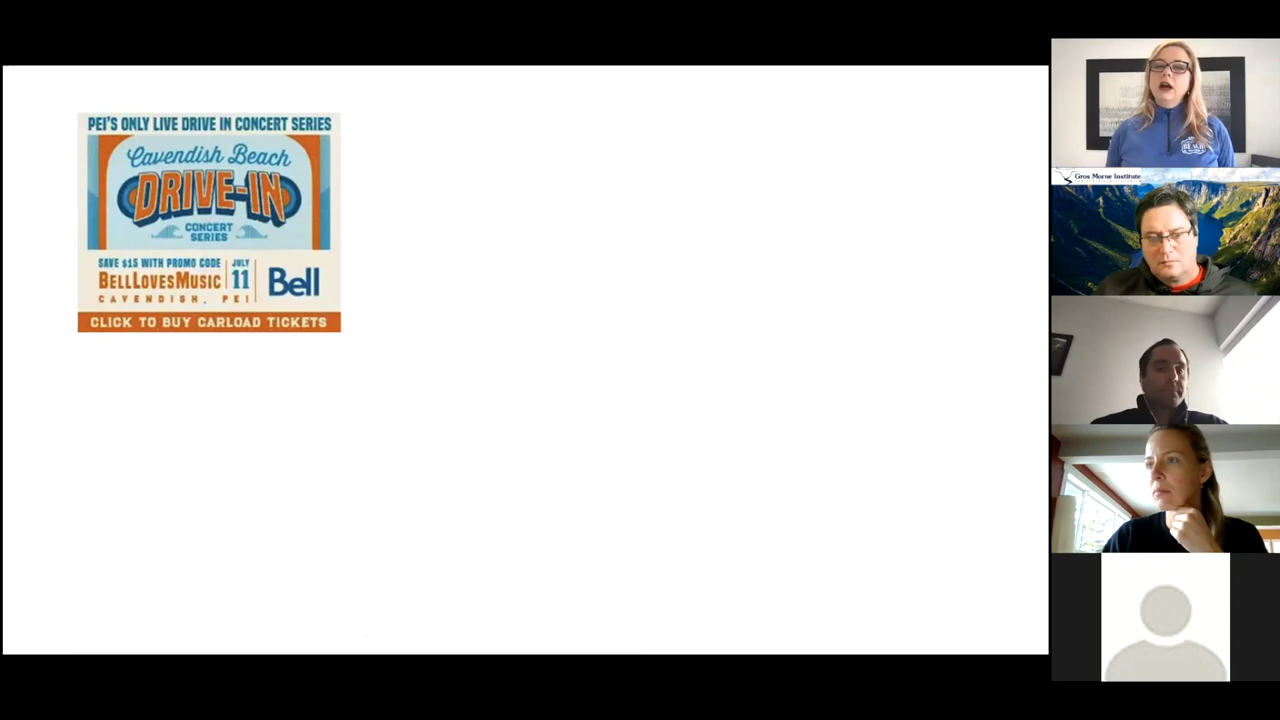 PEI'S ONLY LIVE DRIVE IN CONCERT SERIES
Cavendish Beach
DRIVE-IN
CONCERT
SERIES
SAVE $15 WITH PROMO CODE
BELLLOVESMUSIC
CAVENDISH, PEI
JULY
11
Bell
CLICK TO BUY CARLOAD TICKETS
BEACH
Gros Morne Institute